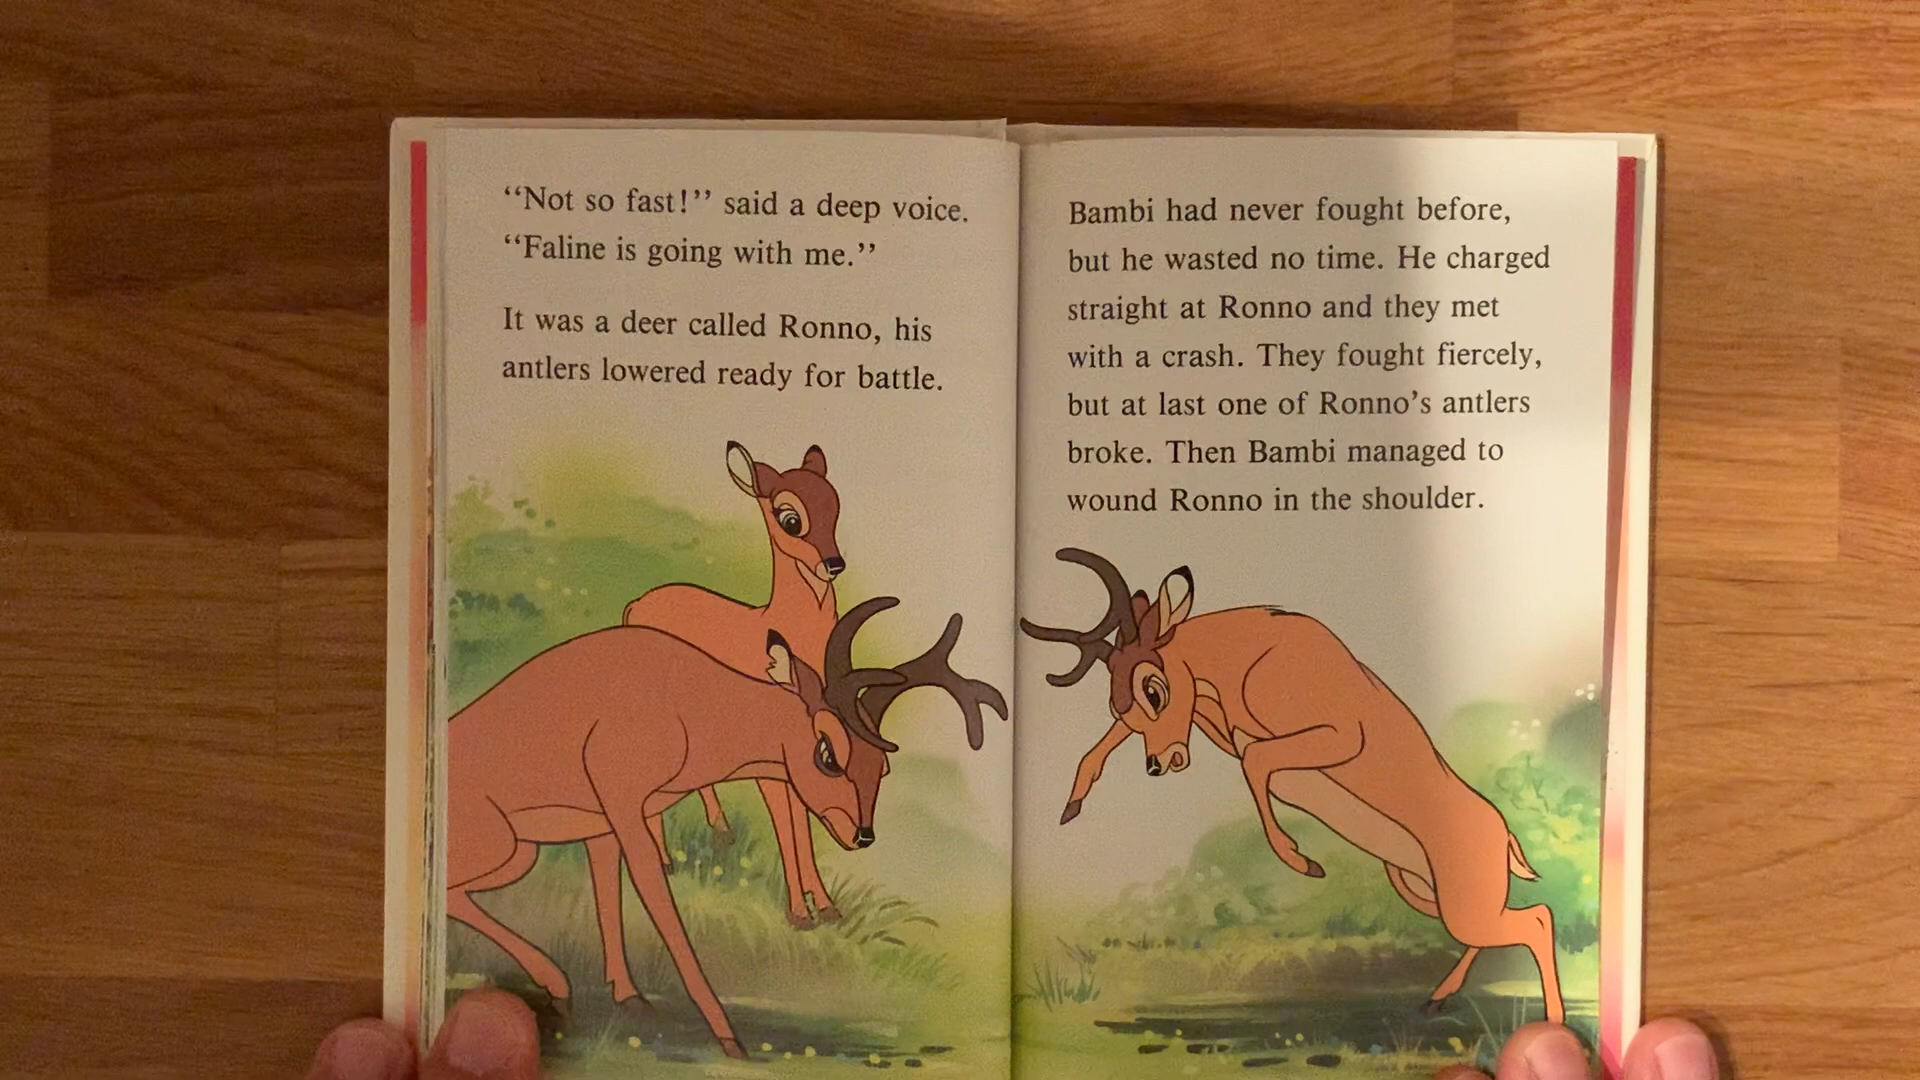 “Not so fast!” said a deep voice.
“Faline is going with me.”
It was a deer called Ronno, his
antlers lowered ready for battle.
Bambi had never fought before,
but he wasted no time. He charged
straight at Ronno and they met
with a crash. They fought fiercely,
but at last one of Ronno’s antlers
broke. Then Bambi managed to
wound Ronno in the shoulder.